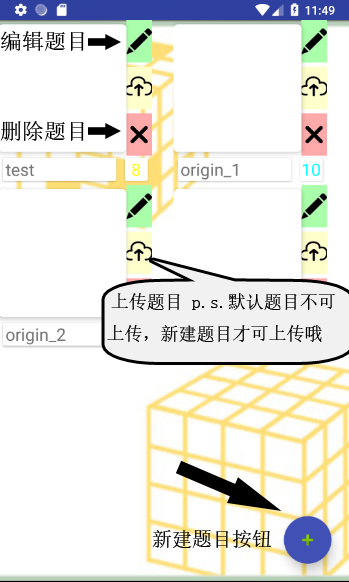 11:49
编辑题目
删除题目
test 8 origin_1 10
上传题目 p.s.默认题目不可
上传，新建题目才可上传哦
origin_2
新建题目按钮